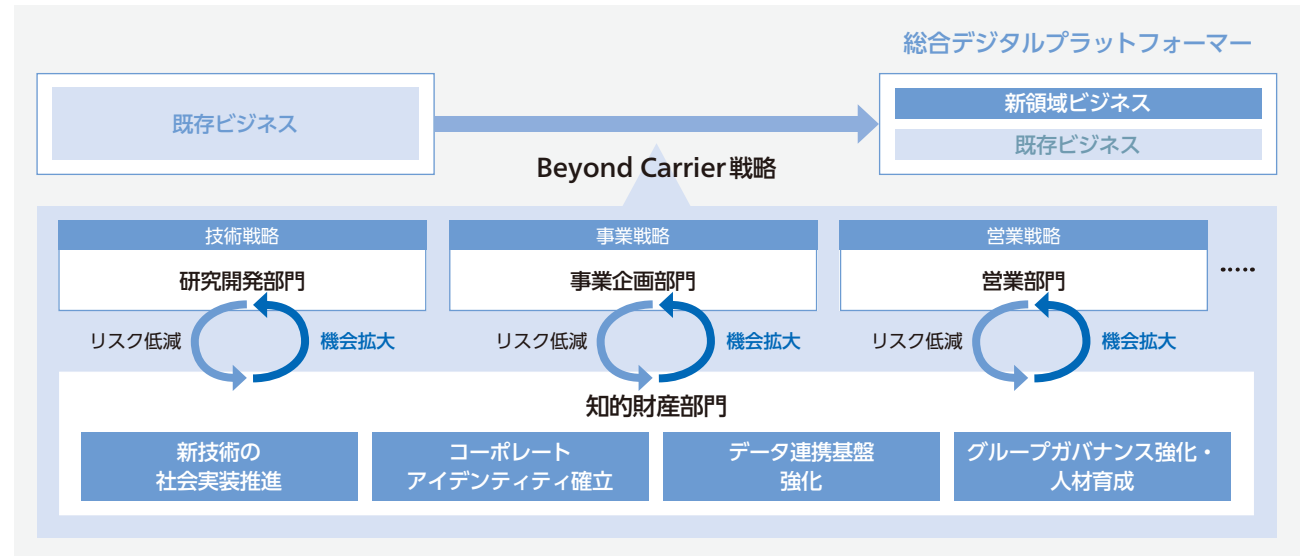 総合デジタルプラットフォーマー
既存ビジネス
新領域ビジネス
既存ビジネス
Beyond Carrier戦略
技術戦略
研究開発部門
事業戦略
事業企画部門
営業戦略
営業部門
.....
リスク低減
機会拡大
リスク低減
機会拡大
リスク低減
機会拡大
知的財産部門
新技術の
社会実装推進
コーポレート
アイデンティティ確立
データ連携基盤
強化
グループガバナンス強化・
人材育成